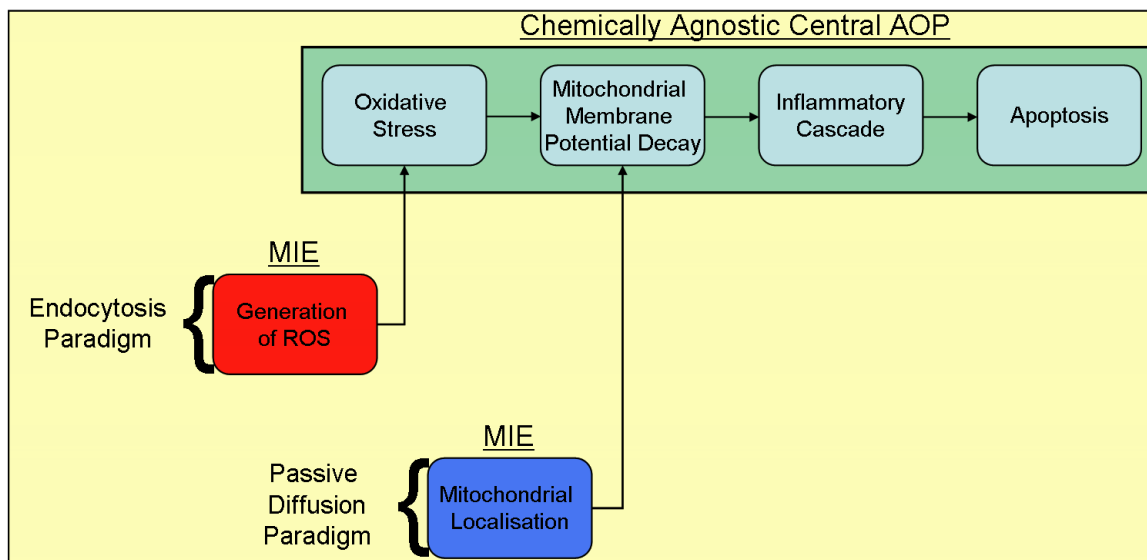 Chemically Agnostic Central AOP
Oxidative
Stress
Mitochondrial
Membrane
Potential Decay
Inflammatory
Cascade
Apoptosis
MIE
Endocytosis
Paradigm
{
Generation
of ROS
MIE
Passive
Diffusion
Paradigm
{
Mitochondrial
Localisation